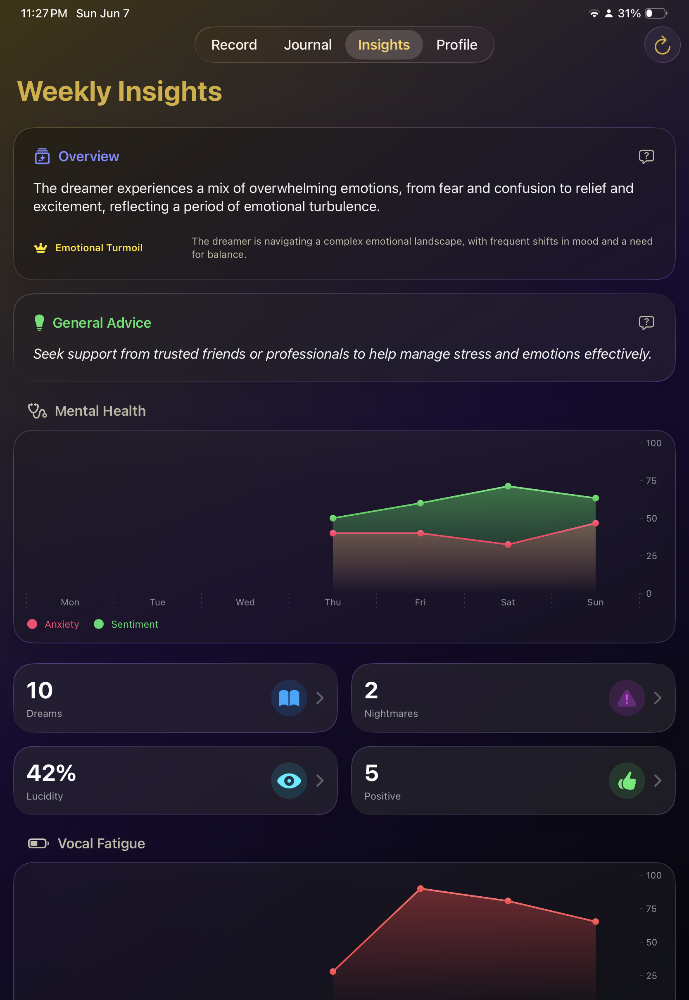 11:27 PM Sun Jun 7
31%
Record Journal Insights Profile
Weekly Insights
Overview
The dreamer experiences a mix of overwhelming emotions, from fear and confusion to relief and
excitement, reflecting a period of emotional turbulence.
Emotional Turmoil
The dreamer is navigating a complex emotional landscape, with frequent shifts in mood and a need
for balance.
General Advice
Seek support from trusted friends or professionals to help manage stress and emotions effectively.
Mental Health
100
75
50
25
0
Mon Tue Wed Thu Fri Sat Sun
Anxiety Sentiment
10
Dreams
2
Nightmares
42%
Lucidity
5
Positive
Vocal Fatigue
100
75
50
25